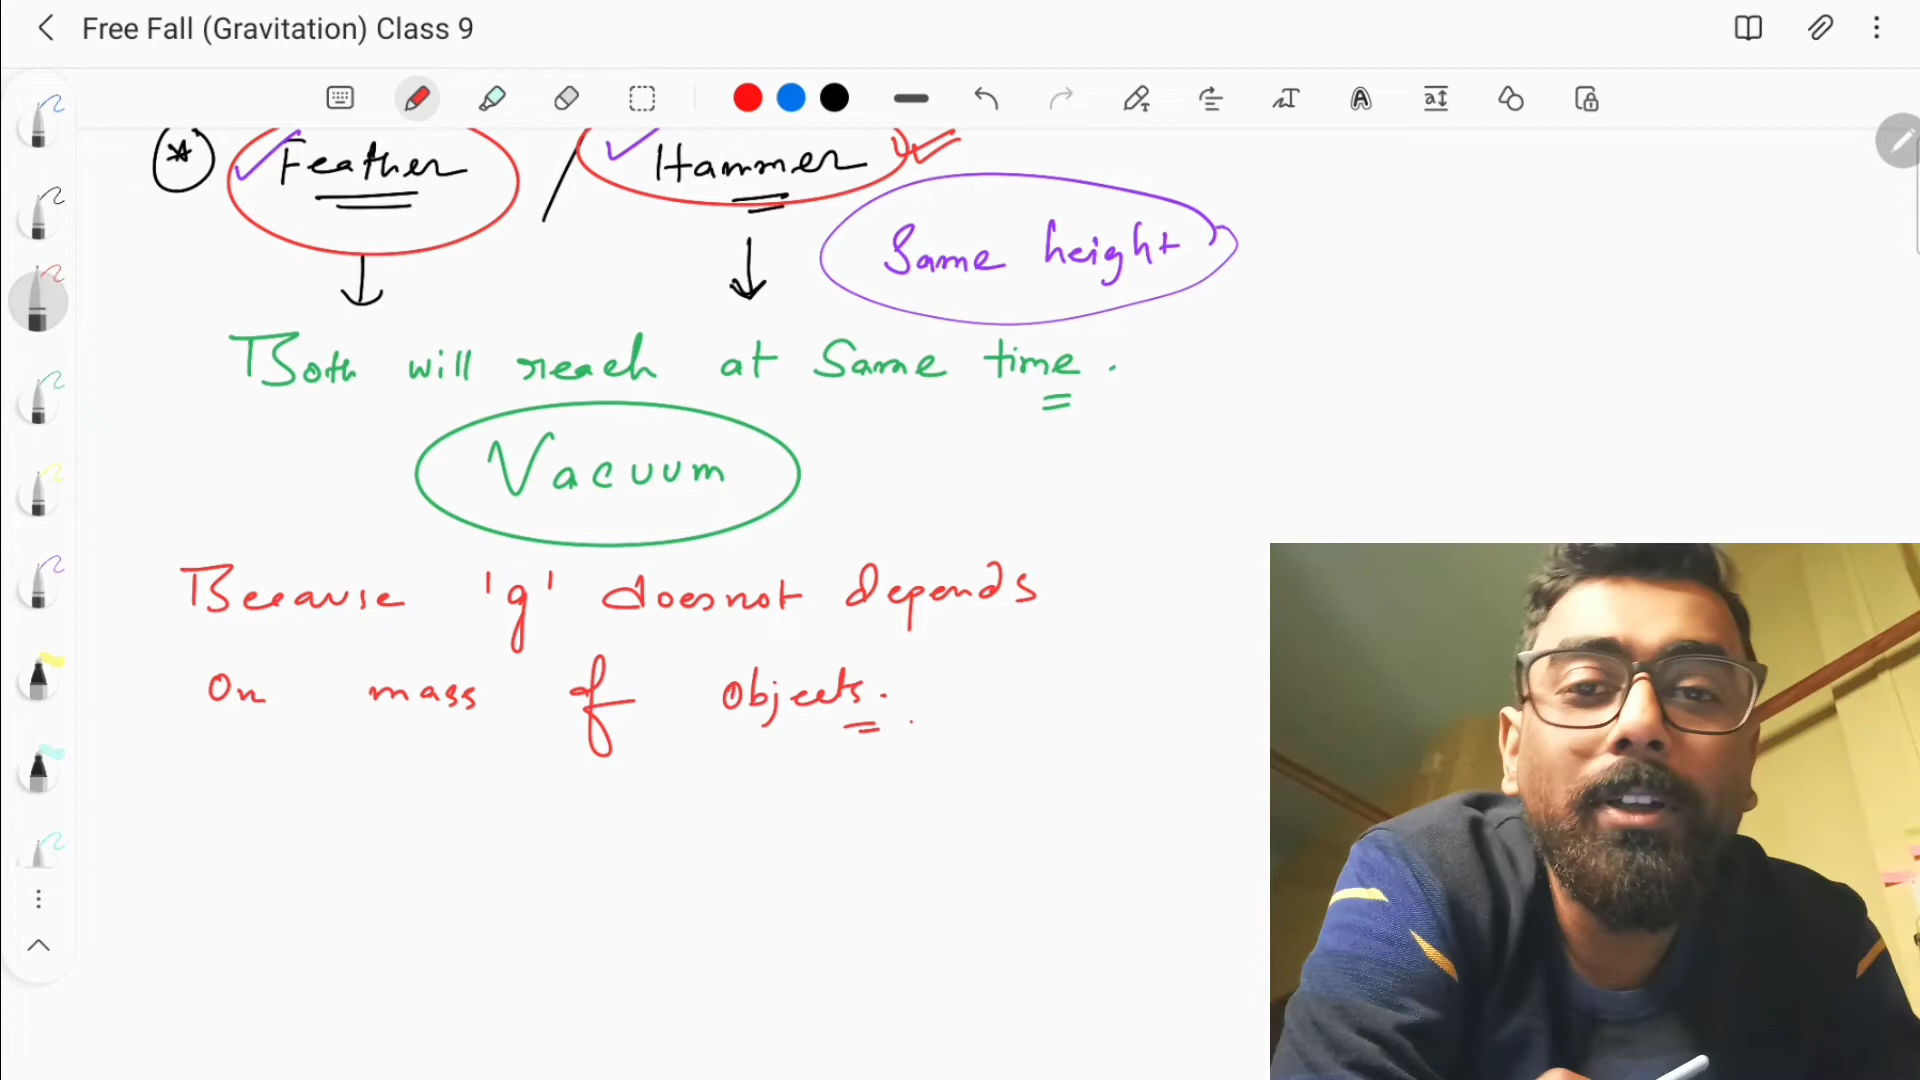 Free Fall (Gravitation) Class 9
Feather / Hammer
Same height
Both will reach at same time.
Vacuum
Because 'g' doesnot depends
on mass of objects.